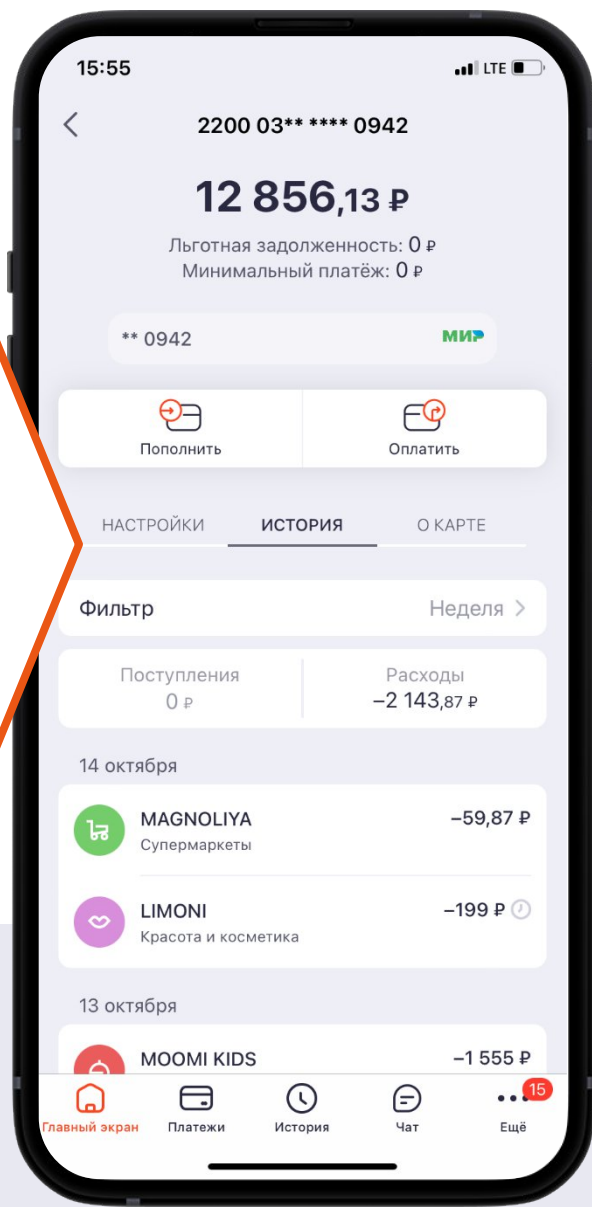 15:55 LTE
2200 03** **** 0942
12 856,13 ₽
Льготная задолженность: 0 ₽
Минимальный платёж: 0 ₽
** 0942 МИР
Пополнить Оплатить
НАСТРОЙКИ ИСТОРИЯ О КАРТЕ
Фильтр Неделя
Поступления Расходы
0 ₽ −2 143,87 ₽
14 октября
MAGNOLIYA −59,87 ₽
Супермаркеты
LIMONI −199 ₽
Красота и косметика
13 октября
MOOMI KIDS −1 555 ₽
15
Главный экран Платежи История Чат Ещё